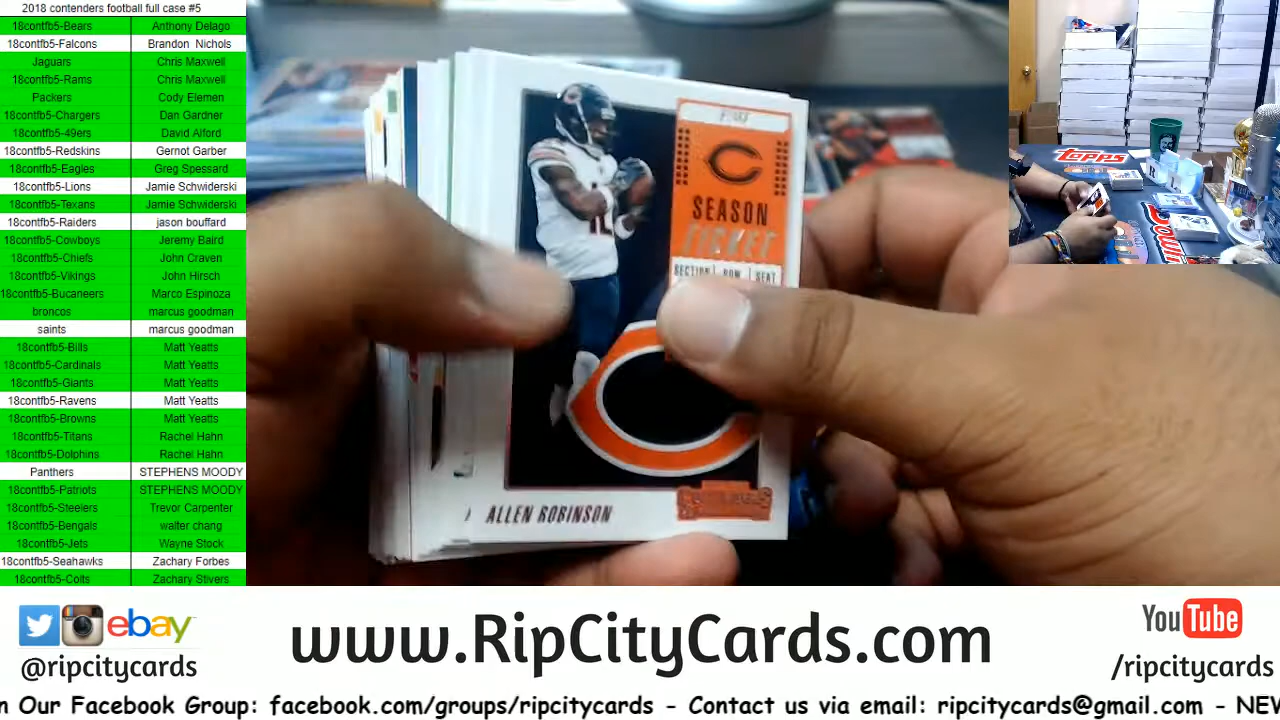 2018 contenders football full case #5
18contfb5-Bears Anthony Delago
18contfb5-Falcons Brandon Nichols
Jaguars Chris Maxwell
18contfb5-Rams Chris Maxwell
Packers Cody Elemen
18contfb5-Chargers Dan Gardner
18contfb5-49ers David Alford
18contfb5-Redskins Gernot Garber
18contfb5-Eagles Greg Spessard
18contfb5-Lions Jamie Schwiderski
18contfb5-Texans Jamie Schwiderski
18contfb5-Raiders jason bouffard
18contfb5-Cowboys Jeremy Baird
18contfb5-Chiefs John Craven
18contfb5-Vikings John Hirsch
18contfb5-Bucaneers Marco Espinoza
broncos marcus goodman
saints marcus goodman
18contfb5-Bills Matt Yeatts
18contfb5-Cardinals Matt Yeatts
18contfb5-Giants Matt Yeatts
18contfb5-Ravens Matt Yeatts
18contfb5-Browns Matt Yeatts
18contfb5-Titans Rachel Hahn
18contfb5-Dolphins Rachel Hahn
Panthers STEPHENS MOODY
18contfb5-Patriots STEPHENS MOODY
18contfb5-Steelers Trevor Carpenter
18contfb5-Bengals walter chang
18contfb5-Jets Wayne Stock
18contfb5-Seahawks Zachary Forbes
18contfb5-Colts Zachary Stivers
SEASON
TICKET
SECTION ROW SEAT
ALLEN ROBINSON
topps
ebay
@ripcitycards
www.RipCityCards.com
YouTube
/ripcitycards
n Our Facebook Group: facebook.com/groups/ripcitycards - Contact us via email: ripcitycards@gmail.com - NEW